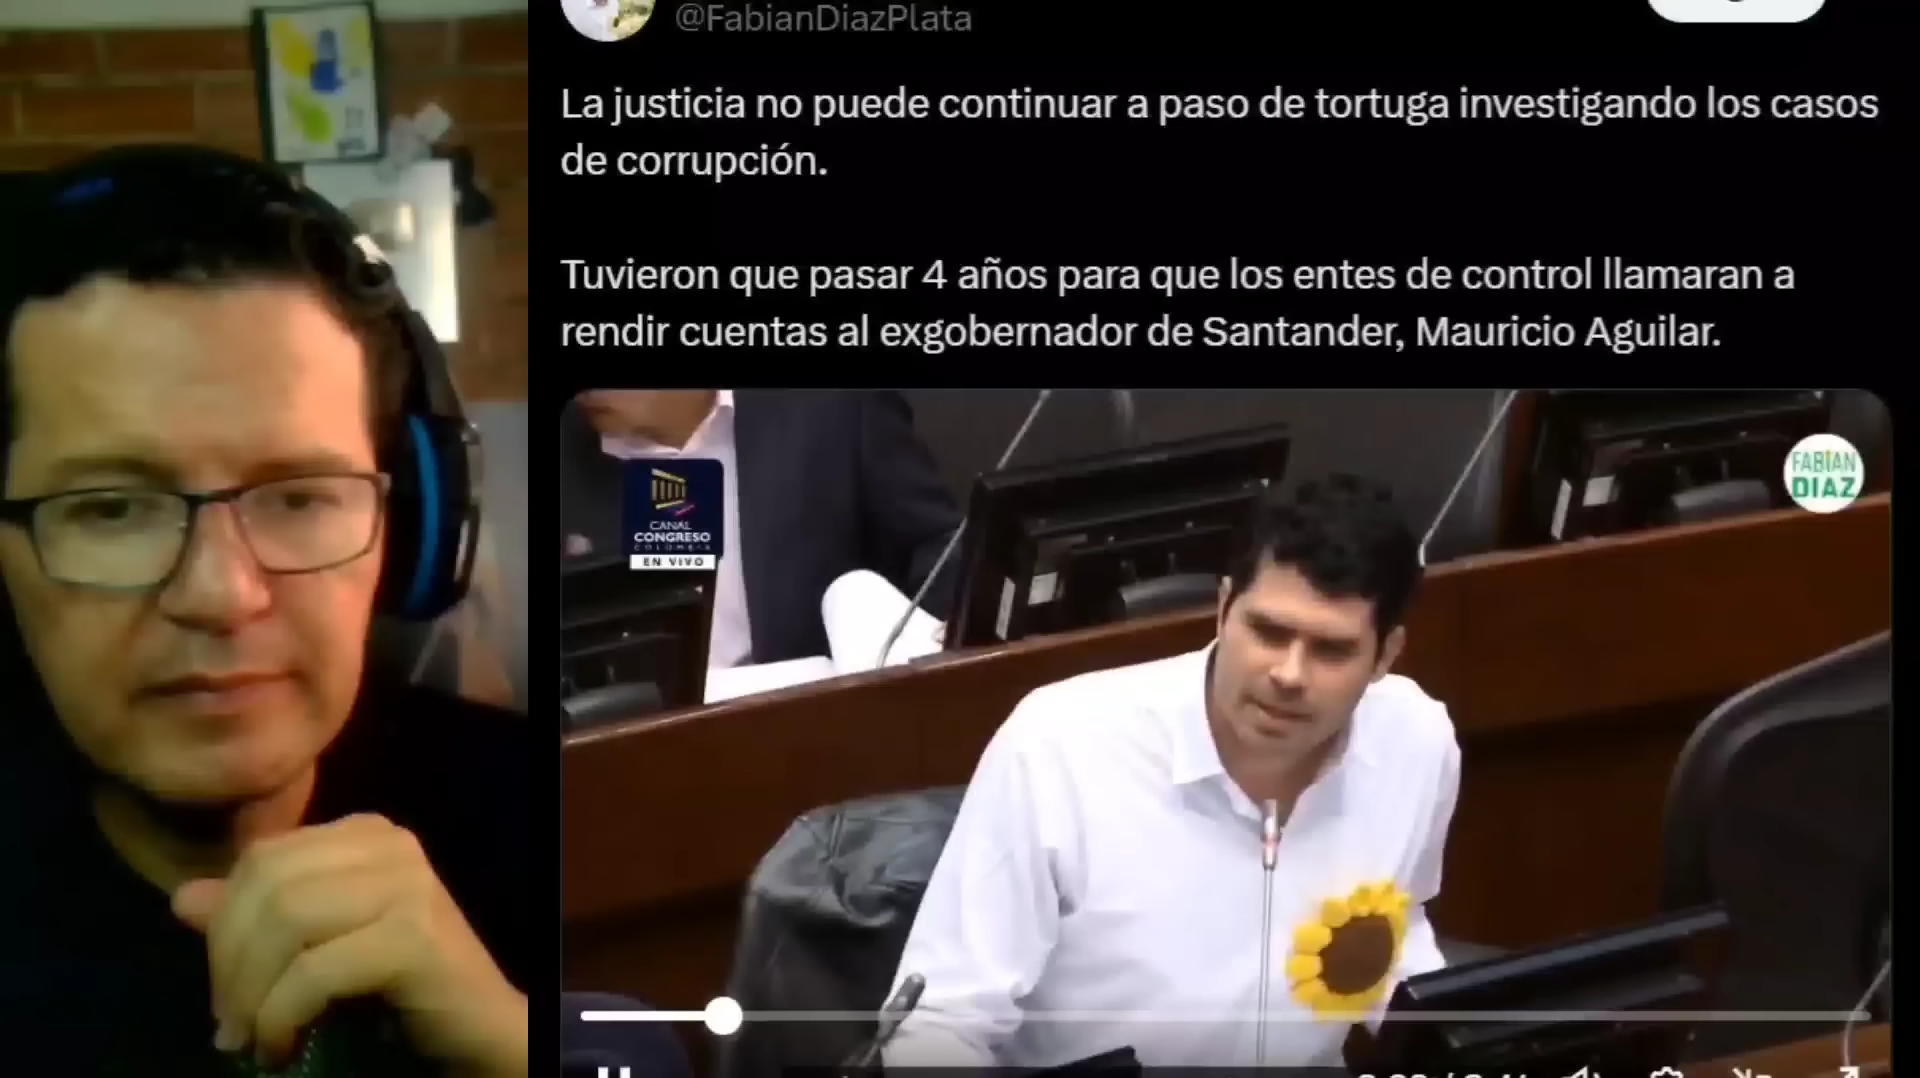 @FabianDiazPlata
La justicia no puede continuar a paso de tortuga investigando los casos
de corrupción.
Tuvieron que pasar 4 años para que los entes de control llamaran a
rendir cuentas al exgobernador de Santander, Mauricio Aguilar.
CANAL
CONGRESO
COLOMBIA
EN VIVO
FABIAN
DIAZ